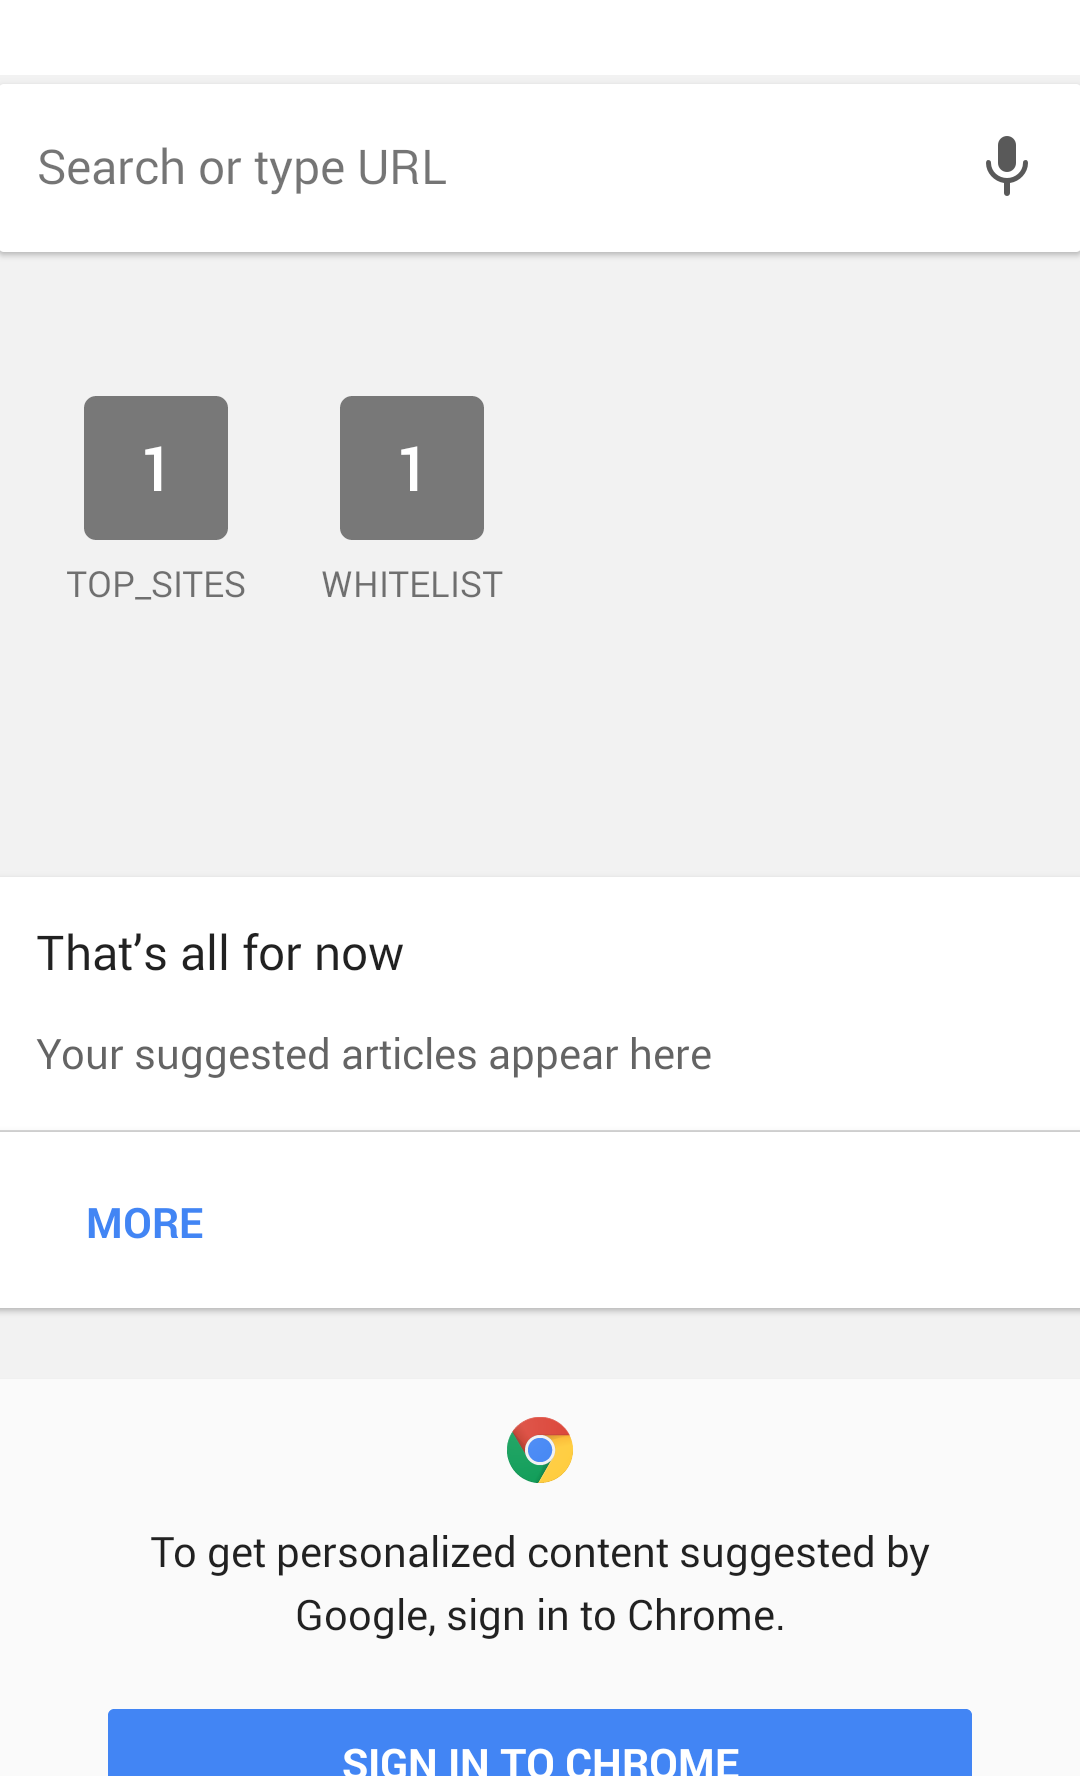 Search or type URL
1 1
TOP_SITES WHITELIST
That’s all for now
Your suggested articles appear here
MORE
To get personalized content suggested by
Google, sign in to Chrome.
SIGN IN TO CHROME